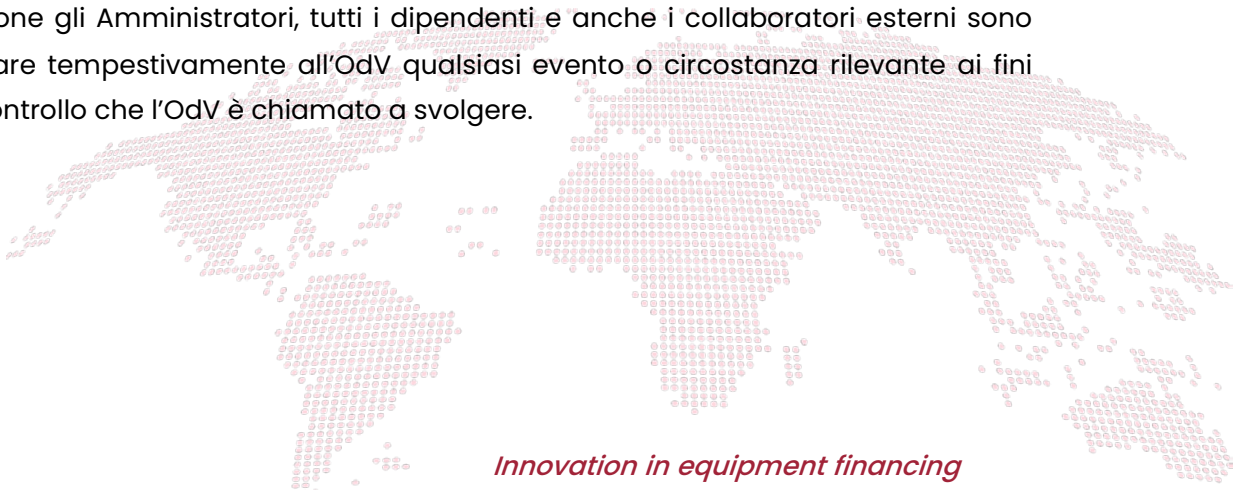 one gli Amministratori, tutti i dipendenti e anche i collaboratori esterni sono
are tempestivamente all’OdV qualsiasi evento o circostanza rilevante ai fini
ontrollo che l’OdV è chiamato a svolgere.
Innovation in equipment financing